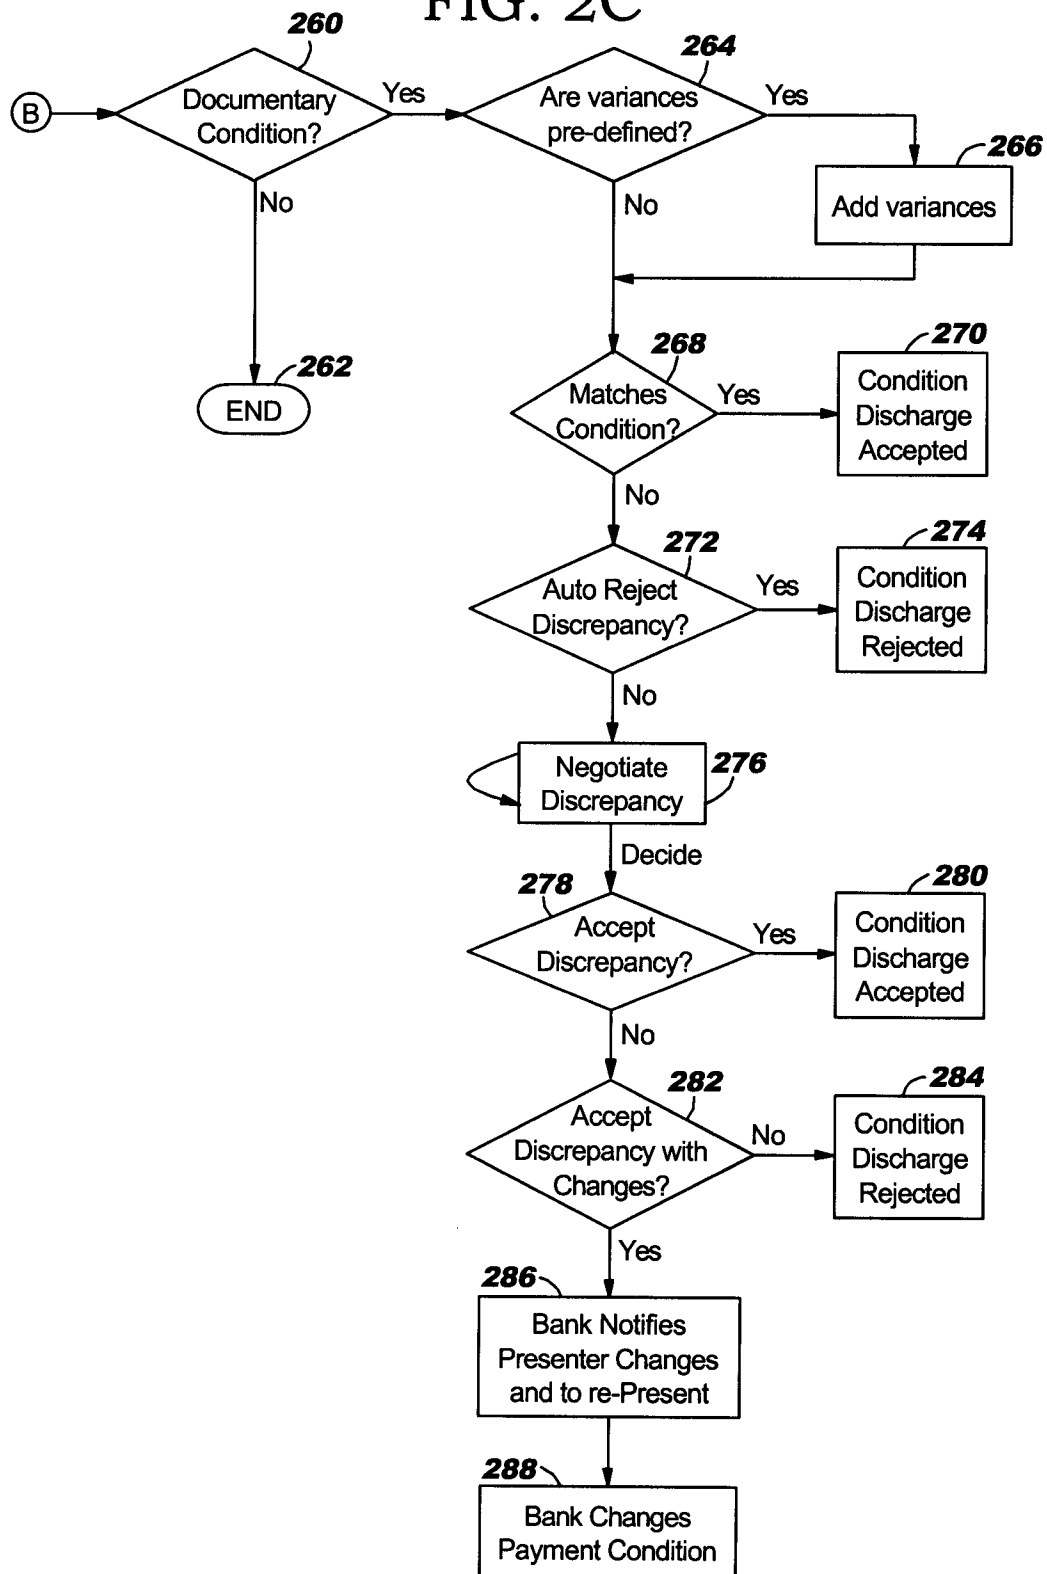 FIG. 2C
260
264
B
Documentary
Condition?
Yes
Are variances
pre-defined?
Yes
266
Add variances
No
No
262
END
268
Matches
Condition?
Yes
270
Condition
Discharge
Accepted
No
272
Auto Reject
Discrepancy?
Yes
274
Condition
Discharge
Rejected
No
Negotiate
Discrepancy
276
Decide
278
Accept
Discrepancy?
Yes
280
Condition
Discharge
Accepted
No
282
Accept
Discrepancy with
Changes?
No
284
Condition
Discharge
Rejected
Yes
286
Bank Notifies
Presenter Changes
and to re-Present
288
Bank Changes
Payment Condition